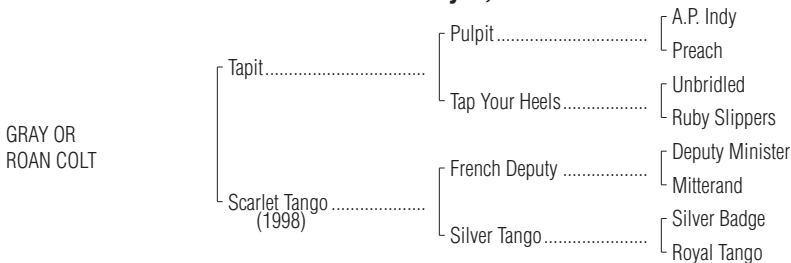 Pulpit................................
A.P. Indy
Preach
Tapit..................................
Tap Your Heels..................
Unbridled
Ruby Slippers
GRAY OR
ROAN COLT
French Deputy ..................
Deputy Minister
Mitterand
Scarlet Tango ....................
(1998)
Silver Tango......................
Silver Badge
Royal Tango